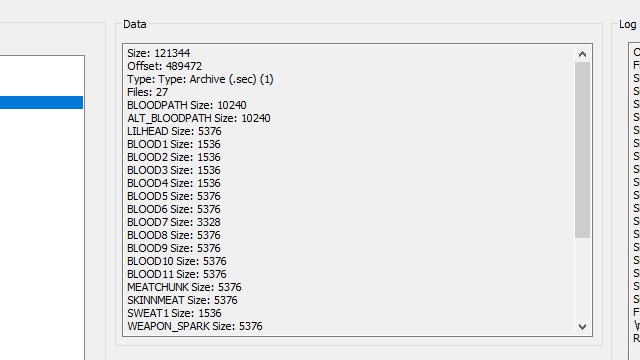 Data
Size: 121344
Offset: 489472
Type: Type: Archive (.sec) (1)
Files: 27
BLOODPATH Size: 10240
ALT_BLOODPATH Size: 10240
LILHEAD Size: 5376
BLOOD1 Size: 1536
BLOOD2 Size: 1536
BLOOD3 Size: 1536
BLOOD4 Size: 1536
BLOOD5 Size: 5376
BLOOD6 Size: 5376
BLOOD7 Size: 3328
BLOOD8 Size: 5376
BLOOD9 Size: 5376
BLOOD10 Size: 5376
BLOOD11 Size: 5376
MEATCHUNK Size: 5376
SKINNMEAT Size: 5376
SWEAT1 Size: 1536
WEAPON_SPARK Size: 5376
Log